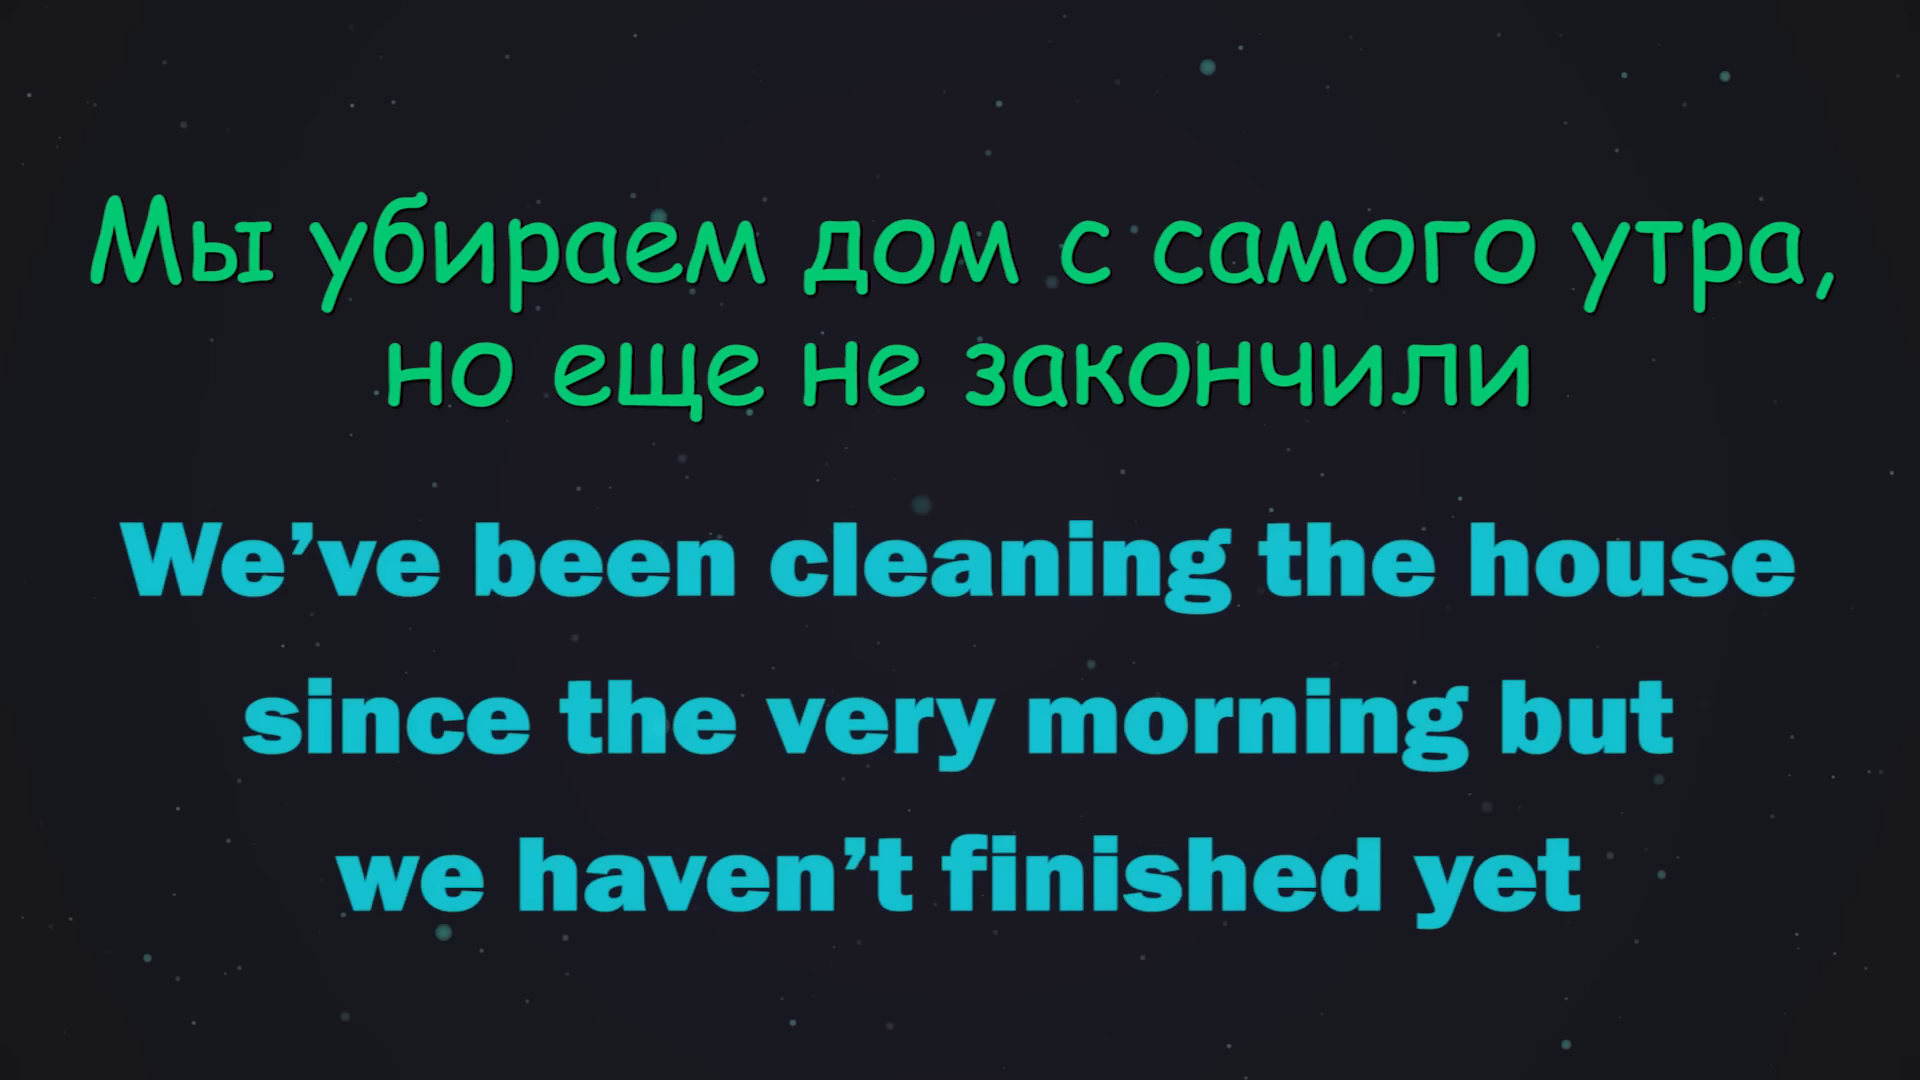 Мы убираем дом с самого утра,
но еще не закончили
We’ve been cleaning the house
since the very morning but
we haven’t finished yet